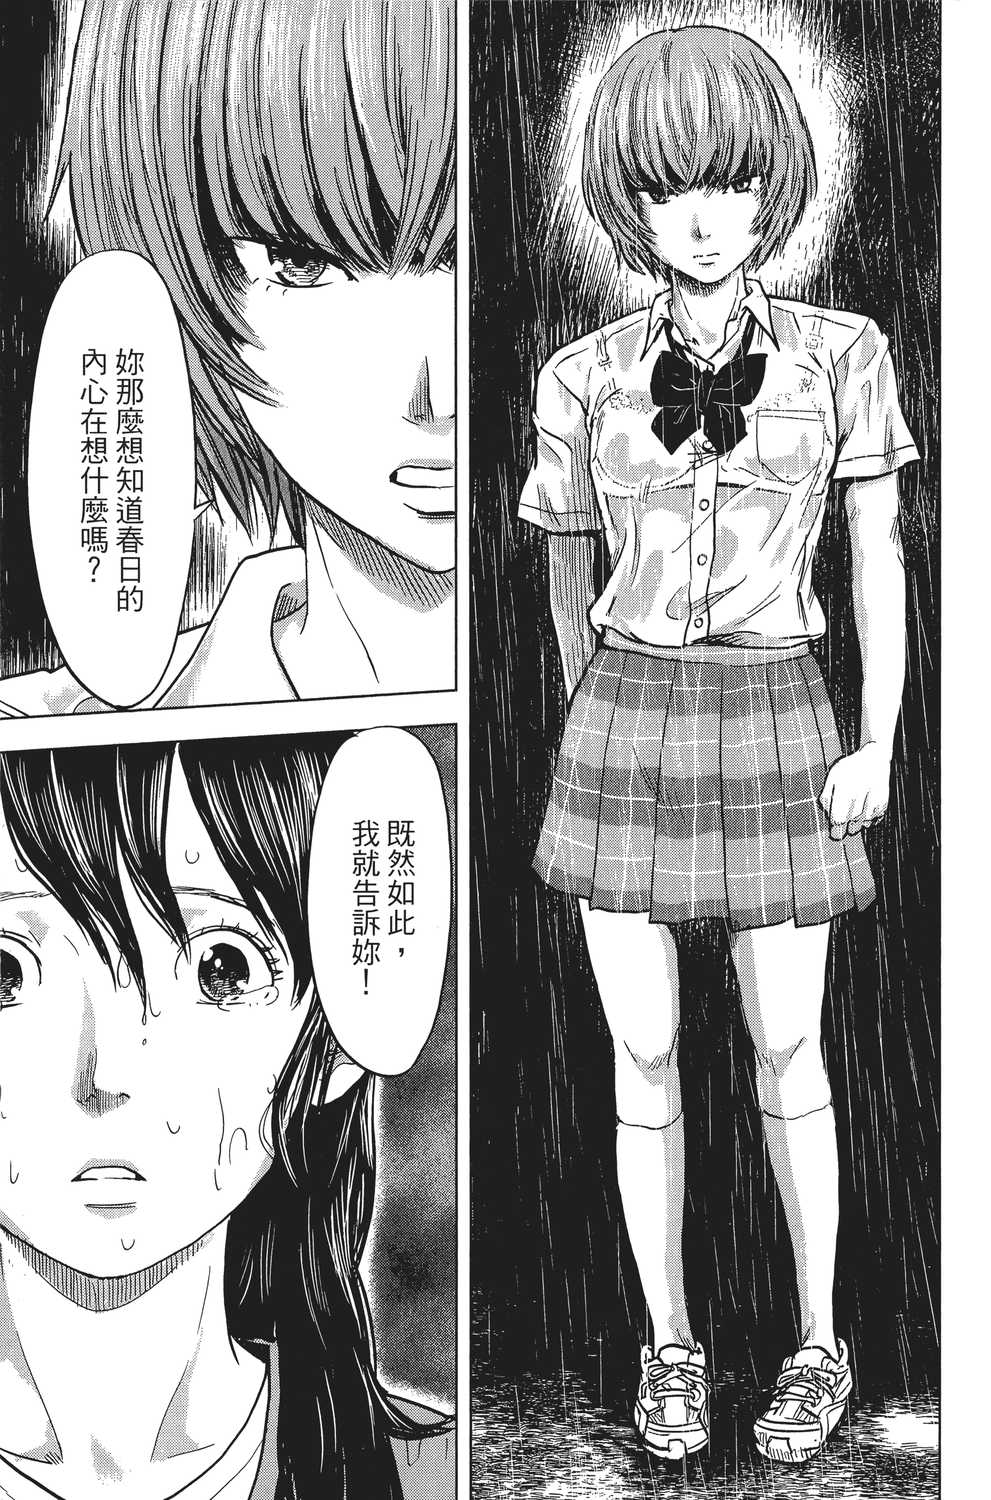 妳那麼想知道春日的
內心在想什麼嗎？
既然如此，
我就告訴妳！